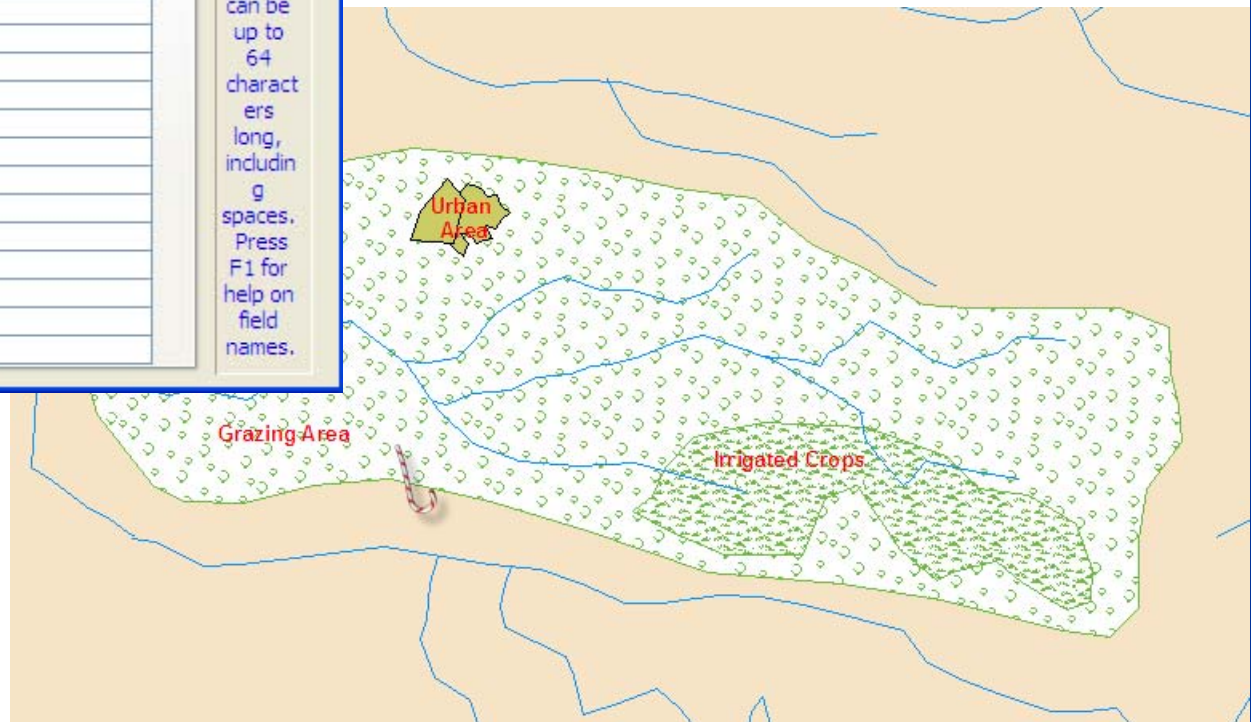 can be
up to
64
charact
ers
long,
includin
g
spaces.
Press
F1 for
help on
field
names.
Urban
Area
Grazing Area
Irrigated Crops